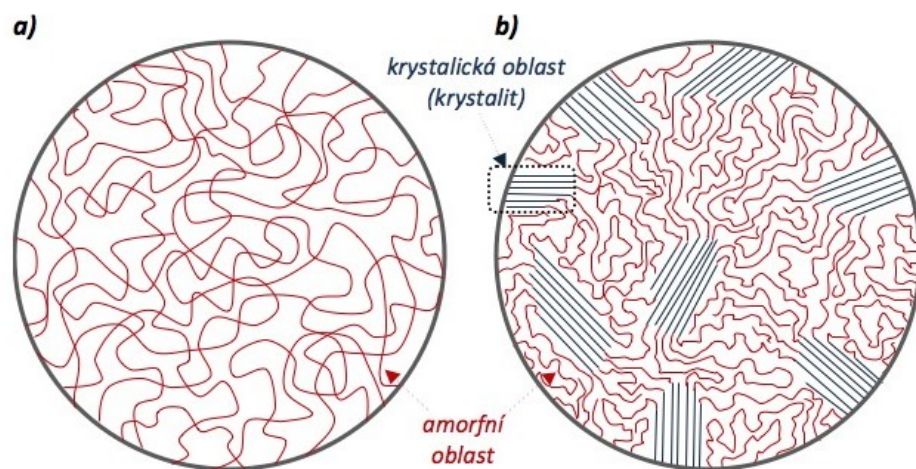 a)
b)
krystalická oblast
(krystalit)
amorfní
oblast